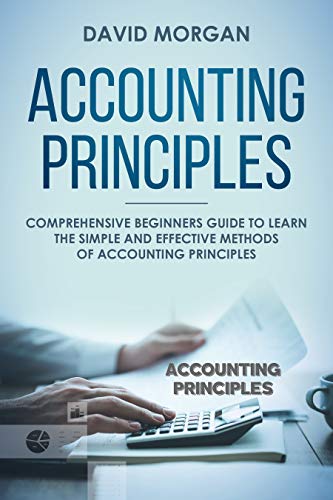 DAVID MORGAN
ACCOUNTING
PRINCIPLES
COMPREHENSIVE BEGINNERS GUIDE TO LEARN
THE SIMPLE AND EFFECTIVE METHODS
OF ACCOUNTING PRINCIPLES
ACCOUNTING
PRINCIPLES